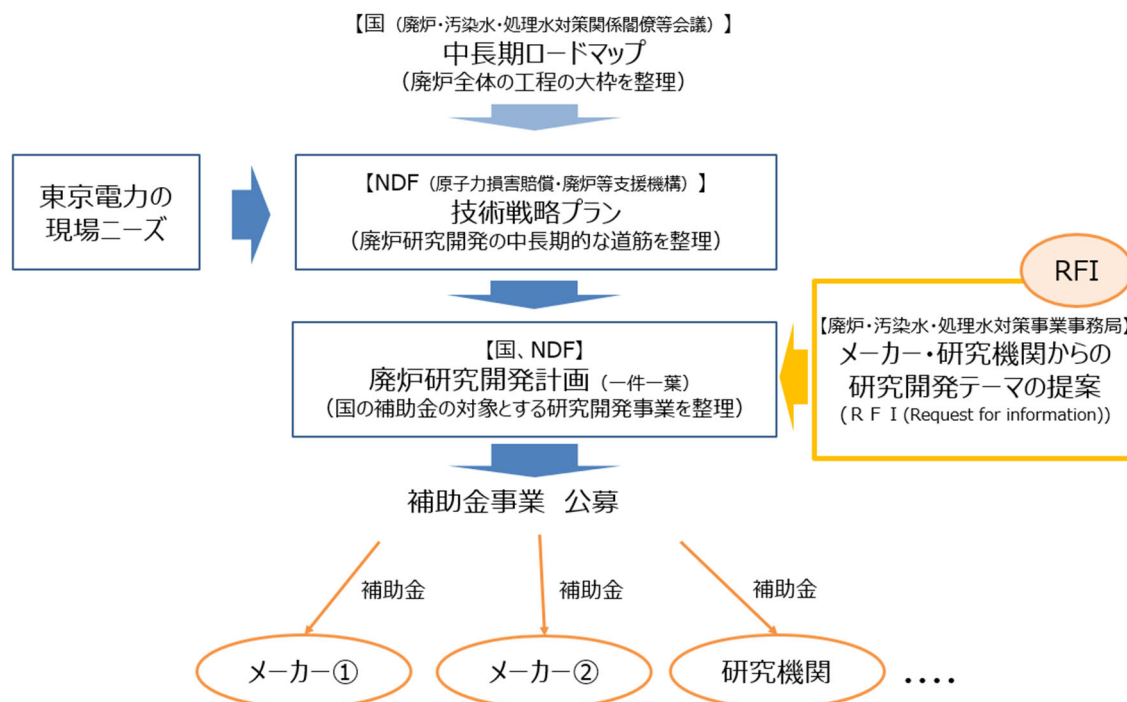 【国（廃炉・汚染水・処理水対策関係閣僚等会議）】
中長期ロードマップ
（廃炉全体の工程の大枠を整理）
東京電力の
現場ニーズ
【NDF（原子力損害賠償・廃炉等支援機構）】
技術戦略プラン
（廃炉研究開発の中長期的な道筋を整理）
RFI
【廃炉・汚染水・処理水対策事業事務局】
メーカー・研究機関からの
研究開発テーマの提案
(ＲＦＩ(Request for information))
【国、NDF】
廃炉研究開発計画（一件一葉）
（国の補助金の対象とする研究開発事業を整理）
補助金事業 公募
補助金
補助金
補助金
メーカー①
メーカー②
研究機関
‥‥